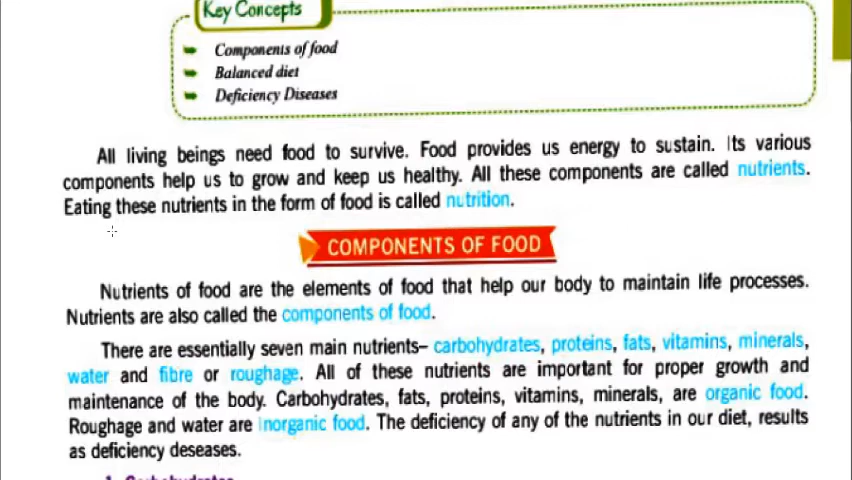 Key Concepts
Components of food
Balanced diet
Deficiency Diseases
All living beings need food to survive. Food provides us energy to sustain. Its various
components help us to grow and keep us healthy. All these components are called nutrients.
Eating these nutrients in the form of food is called nutrition.
COMPONENTS OF FOOD
Nutrients of food are the elements of food that help our body to maintain life processes.
Nutrients are also called the components of food.
There are essentially seven main nutrients– carbohydrates, proteins, fats, vitamins, minerals,
water and fibre or roughage. All of these nutrients are important for proper growth and
maintenance of the body. Carbohydrates, fats, proteins, vitamins, minerals, are organic food.
Roughage and water are inorganic food. The deficiency of any of the nutrients in our diet, results
as deficiency deseases.
1. Carbohydrates